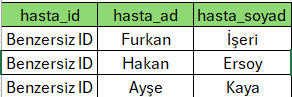 hasta_id hasta_ad hasta_soyad
Benzersiz ID Furkan İşeri
Benzersiz ID Hakan Ersoy
Benzersiz ID Ayşe Kaya